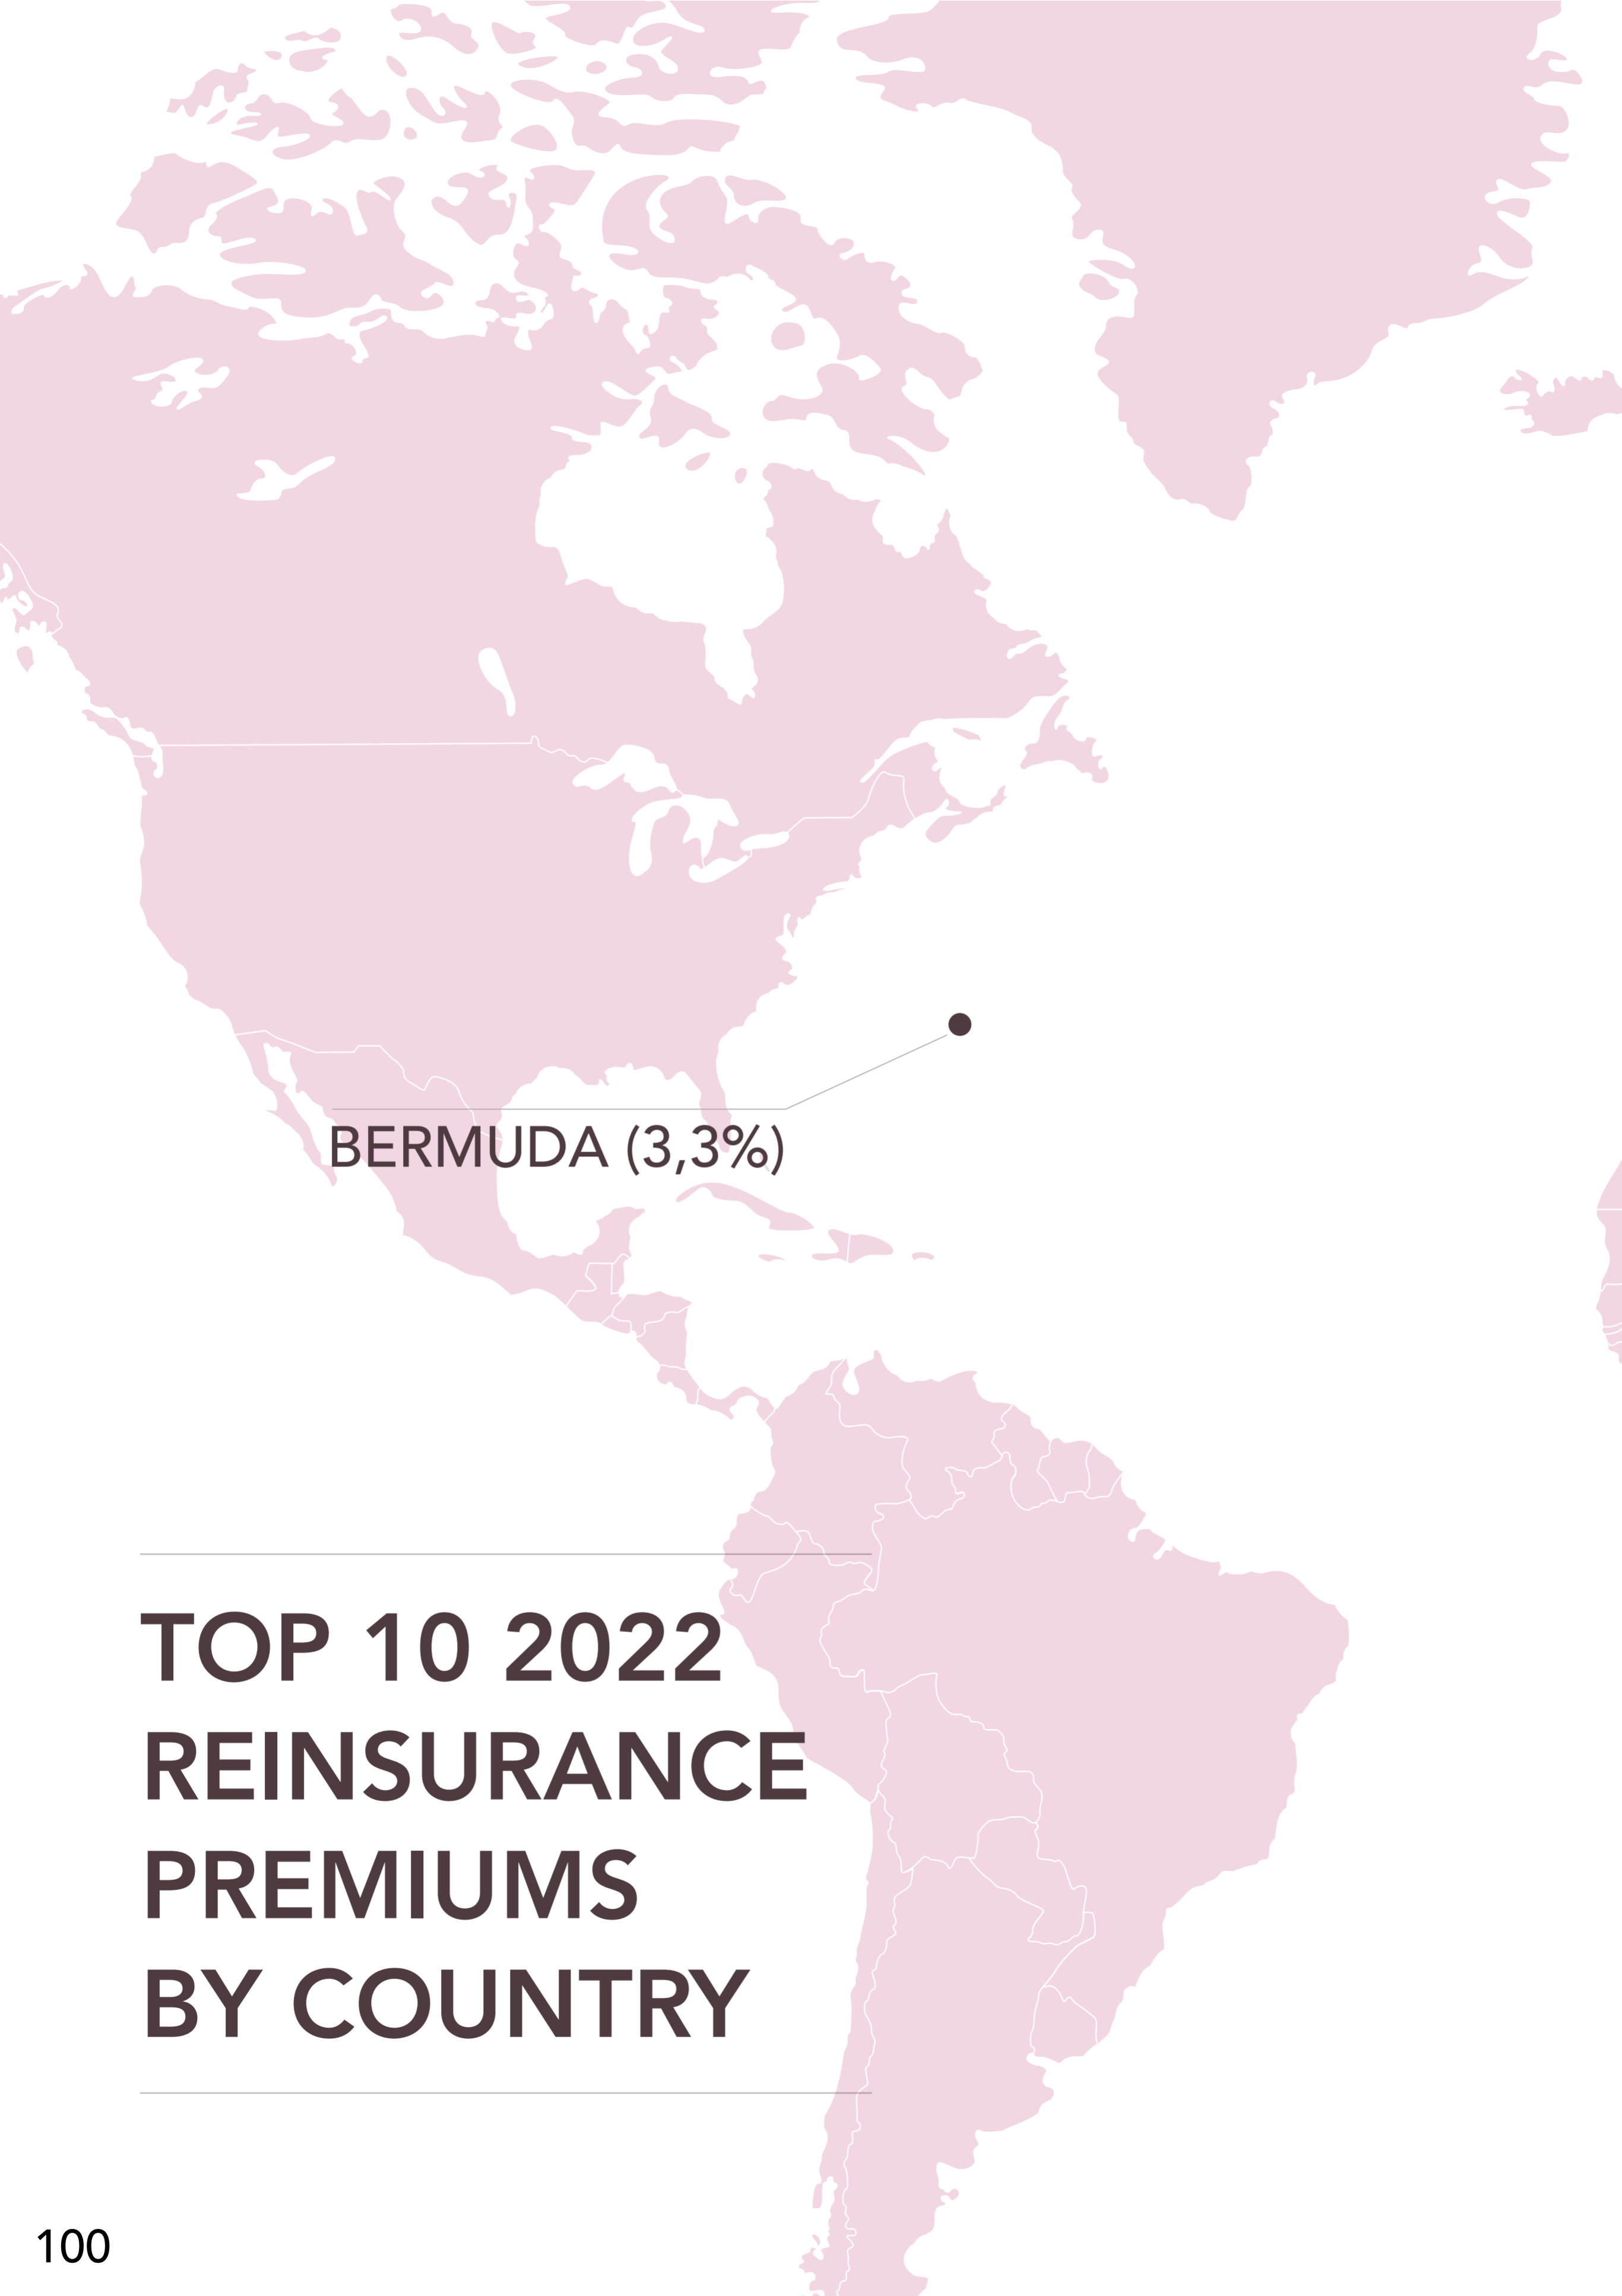 BERMUDA (3,3%)
TOP 10 2022
REINSURANCE
PREMIUMS
BY COUNTRY
100